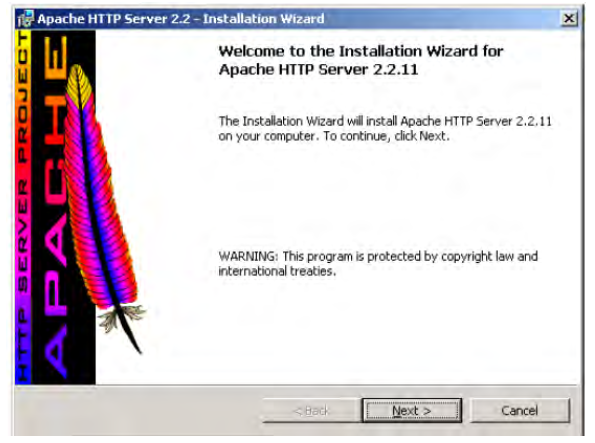 Apache HTTP Server 2.2 - Installation Wizard
HTTP SERVER PROJECT
APACHE
Welcome to the Installation Wizard for
Apache HTTP Server 2.2.11
The Installation Wizard will install Apache HTTP Server 2.2.11
on your computer. To continue, click Next.
WARNING: This program is protected by copyright law and
international treaties.
< Back
Next >
Cancel